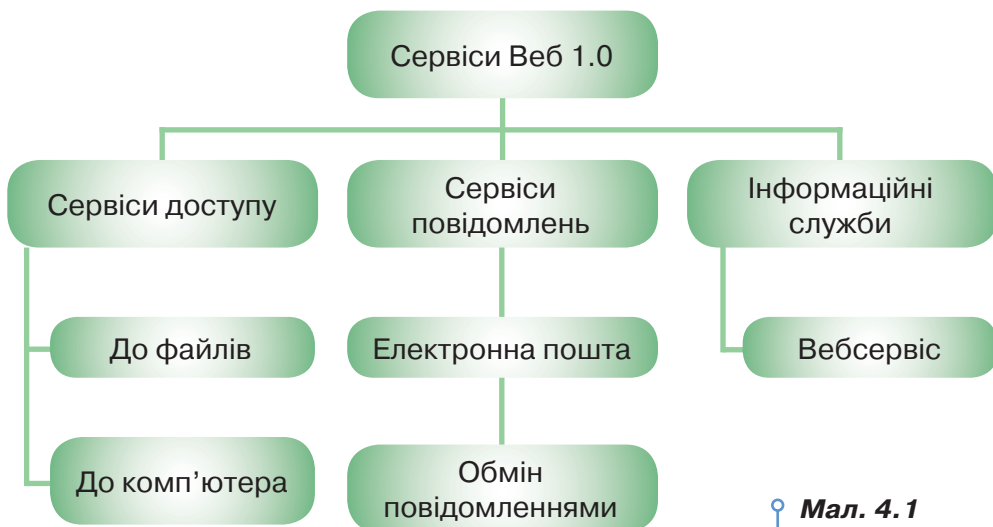 Сервіси Веб 1.0
Сервіси доступу
Сервіси
повідомлень
Інформаційні
служби
До файлів
Електронна пошта
Вебсервіс
До комп’ютера
Обмін
повідомленнями
Мал. 4.1